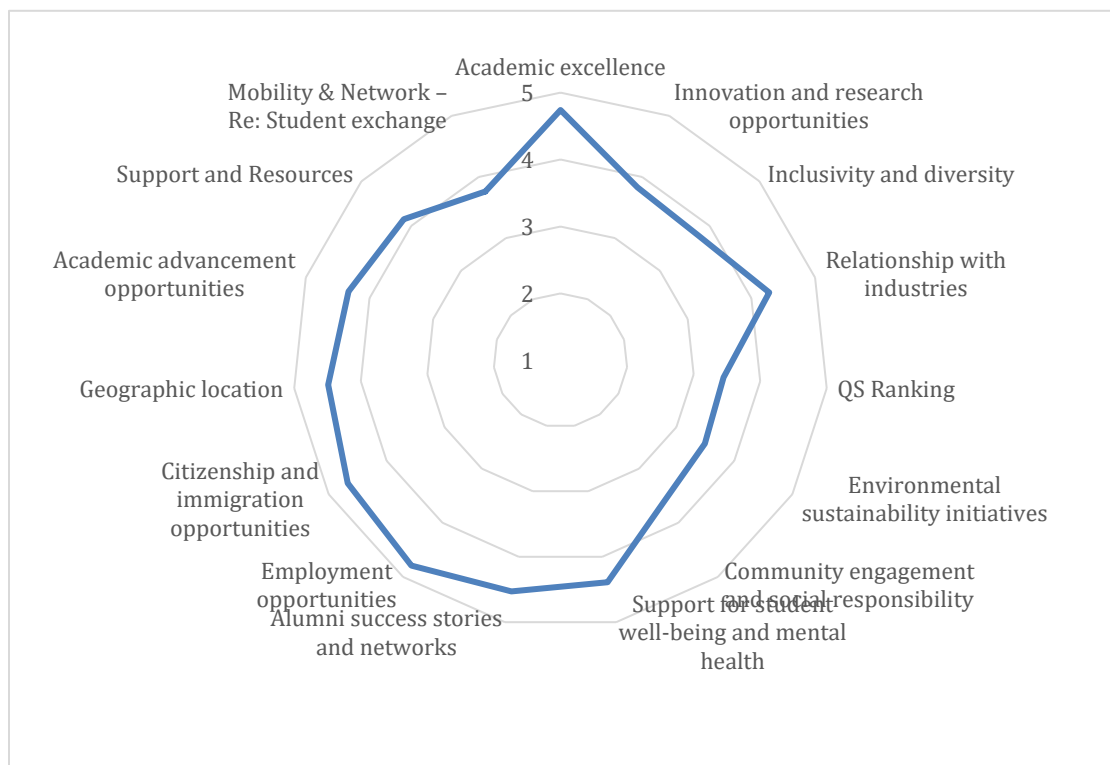 Academic excellence
Innovation and research
opportunities
Inclusivity and diversity
Relationship with
industries
QS Ranking
Environmental
sustainability initiatives
Community engagement
and social responsibility
Support for student
well-being and mental
health
Alumni success stories
and networks
Employment
opportunities
Citizenship and
immigration
opportunities
Geographic location
Academic advancement
opportunities
Support and Resources
Mobility & Network –
Re: Student exchange
5
4
3
2
1